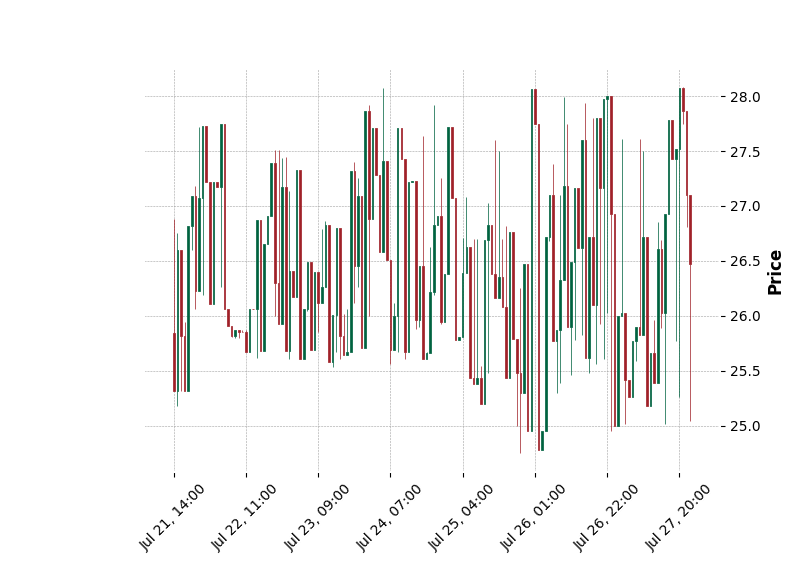 28.0
27.5
27.0
26.5
26.0
25.5
25.0
Price
Jul 21, 14:00
Jul 22, 11:00
Jul 23, 09:00
Jul 24, 07:00
Jul 25, 04:00
Jul 26, 01:00
Jul 26, 22:00
Jul 27, 20:00